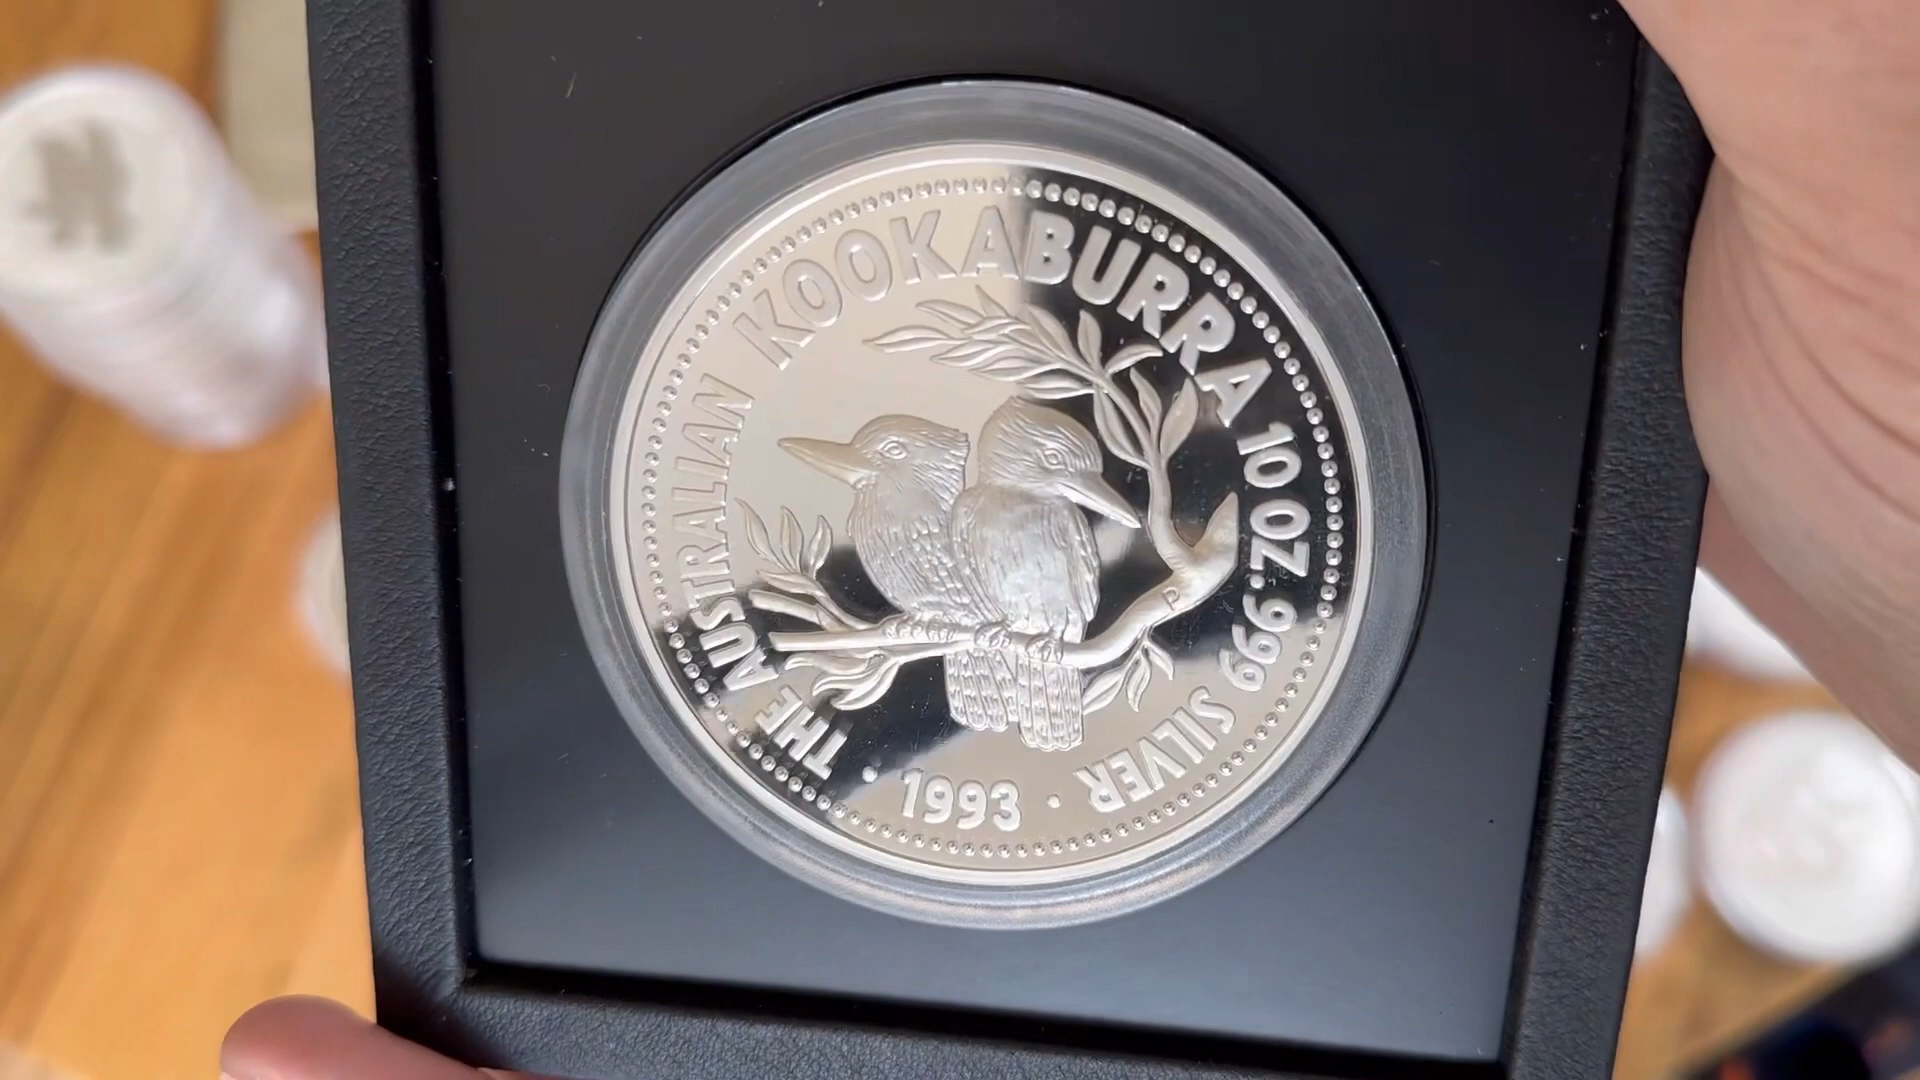 THE AUSTRALIAN KOOKABURRA 10 OZ. 999 SILVER
• 1993 •
P